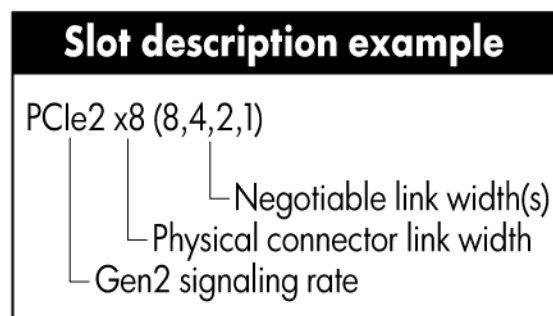 Slot description example
PCIe2 x8 (8,4,2,1)
Negotiable link width(s)
Physical connector link width
Gen2 signaling rate